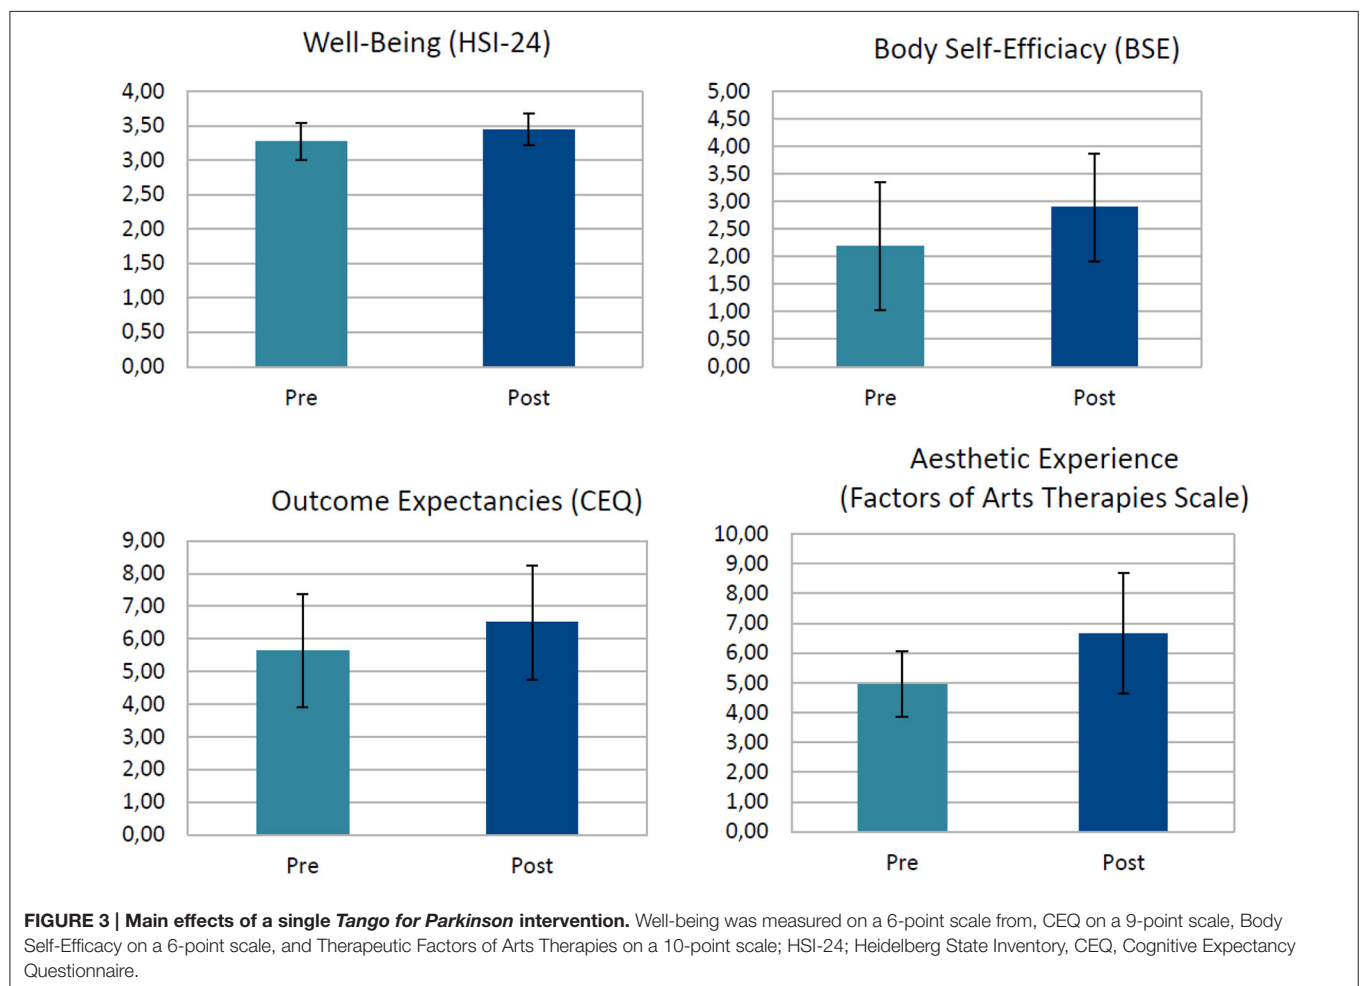 Well-Being (HSI-24)
4,00
3,50
3,00
2,50
2,00
1,50
1,00
0,50
0,00
Pre
Post
Body Self-Efficiacy (BSE)
5,00
4,50
4,00
3,50
3,00
2,50
2,00
1,50
1,00
0,50
0,00
Pre
Post
Outcome Expectancies (CEQ)
9,00
8,00
7,00
6,00
5,00
4,00
3,00
2,00
1,00
0,00
Pre
Post
Aesthetic Experience
(Factors of Arts Therapies Scale)
10,00
9,00
8,00
7,00
6,00
5,00
4,00
3,00
2,00
1,00
0,00
Pre
Post
FIGURE 3 | Main effects of a single Tango for Parkinson intervention. Well-being was measured on a 6-point scale from, CEQ on a 9-point scale, Body
Self-Efficacy on a 6-point scale, and Therapeutic Factors of Arts Therapies on a 10-point scale; HSI-24; Heidelberg State Inventory, CEQ, Cognitive Expectancy
Questionnaire.